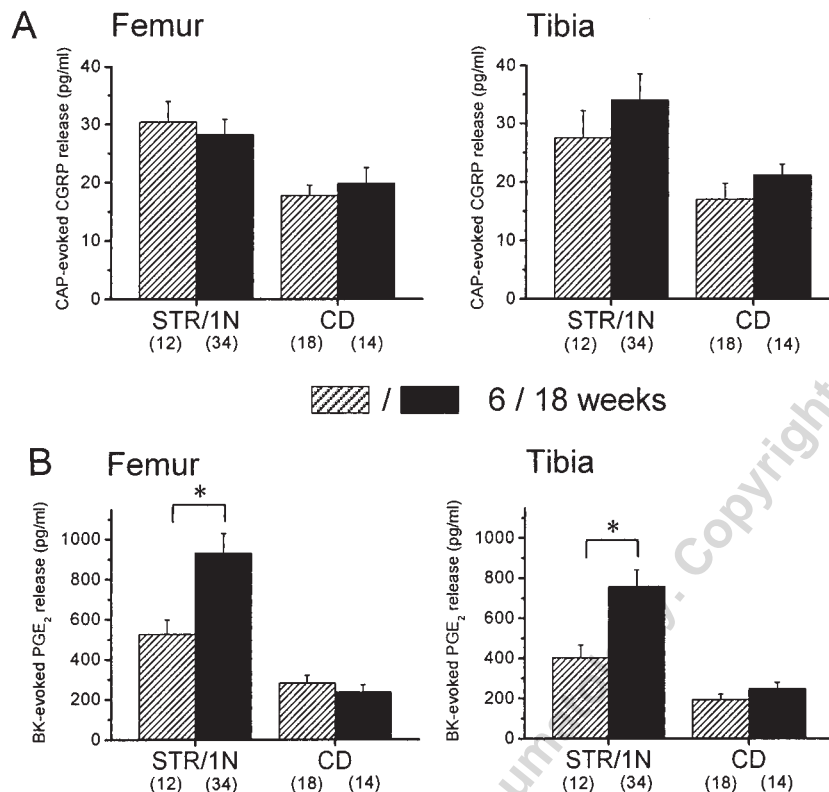 A
Femur
Tibia
CAP-evoked CGRP release (pg/ml)
40
30
20
10
0
STR/1N
CD
(12) (34) (18) (14)
CAP-evoked CGRP release (pg/ml)
40
30
20
10
0
STR/1N
CD
(12) (34) (18) (14)
/ 6 / 18 weeks
B
Femur
Tibia
BK-evoked PGE2 release (pg/ml)
1000
800
600
400
200
0
*
STR/1N
CD
(12) (34) (18) (14)
BK-evoked PGE2 release (pg/ml)
1000
800
600
400
200
0
*
STR/1N
CD
(12) (34) (18) (14)
. Copyright